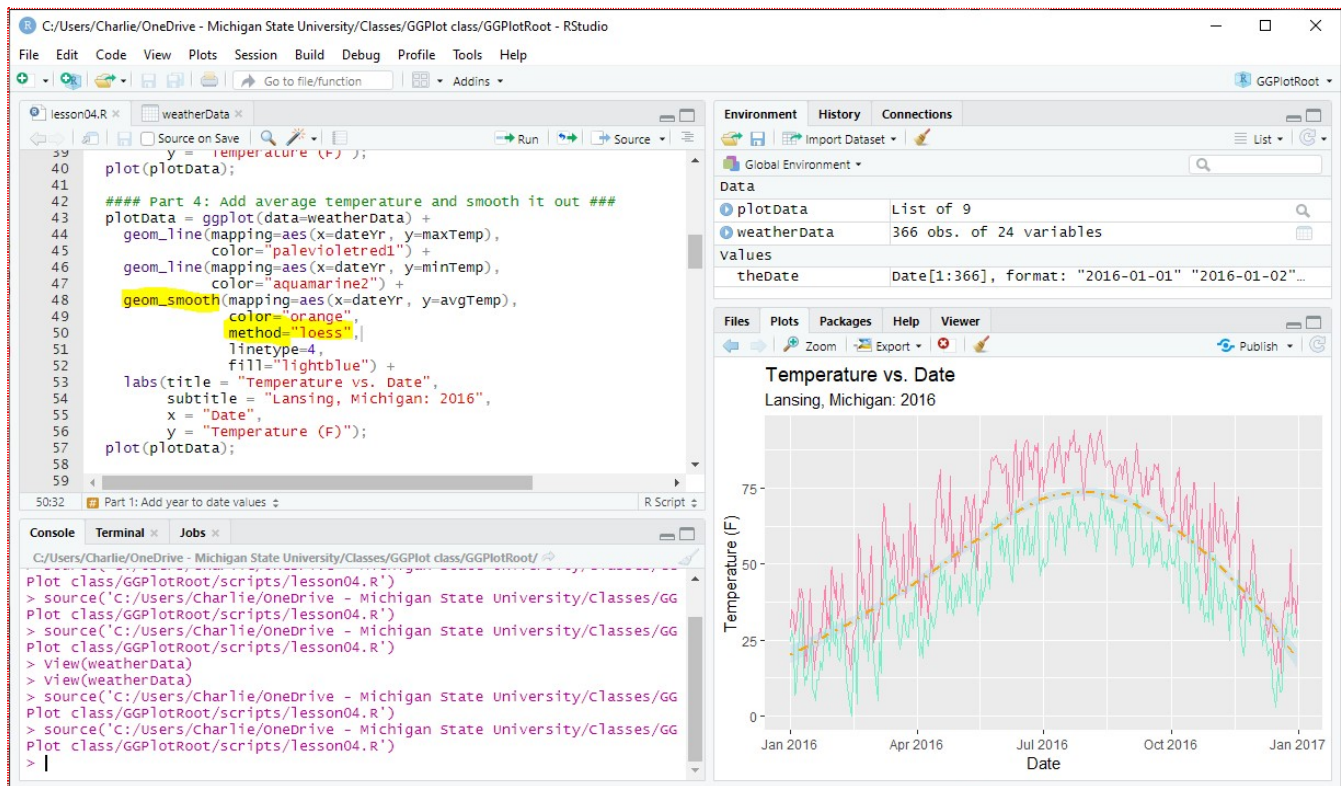 C:/Users/Charlie/OneDrive - Michigan State University/Classes/GGPlot class/GGPlotRoot - RStudio
File Edit Code View Plots Session Build Debug Profile Tools Help
Go to file/function Addins GGPlotRoot
lesson04.R weatherData
Source on Save Run Source
39 y = "Temperature (F)");
40 plot(plotData);
41
42 #### Part 4: Add average temperature and smooth it out ###
43 plotData = ggplot(data=weatherData) +
44 geom_line(mapping=aes(x=dateYr, y=maxTemp),
45 color="palevioletred1") +
46 geom_line(mapping=aes(x=dateYr, y=minTemp),
47 color="aquamarine2") +
48 geom_smooth(mapping=aes(x=dateYr, y=avgTemp),
49 color="orange",
50 method="loess",
51 linetype=4,
52 fill="lightblue") +
53 labs(title = "Temperature vs. Date",
54 subtitle = "Lansing, Michigan: 2016",
55 x = "Date",
56 y = "Temperature (F)");
57 plot(plotData);
58
59
50:32 Part 1: Add year to date values R Script
Console Terminal Jobs
C:/Users/Charlie/OneDrive - Michigan State University/Classes/GGPlot class/GGPlotRoot/
Plot class/GGPlotRoot/scripts/lesson04.R')
> source('C:/Users/Charlie/OneDrive - Michigan State University/Classes/GG
Plot class/GGPlotRoot/scripts/lesson04.R')
> source('C:/Users/Charlie/OneDrive - Michigan State University/Classes/GG
Plot class/GGPlotRoot/scripts/lesson04.R')
> View(weatherData)
> View(weatherData)
> source('C:/Users/Charlie/OneDrive - Michigan State University/Classes/GG
Plot class/GGPlotRoot/scripts/lesson04.R')
> source('C:/Users/Charlie/OneDrive - Michigan State University/Classes/GG
Plot class/GGPlotRoot/scripts/lesson04.R')
>
Environment History Connections
Import Dataset List
Global Environment
Data
plotData List of 9
weatherData 366 obs. of 24 variables
Values
theDate Date[1:366], format: "2016-01-01" "2016-01-02"...
Files Plots Packages Help Viewer
Zoom Export Publish
Temperature vs. Date
Lansing, Michigan: 2016
Temperature (F)
75
50
25
0
Jan 2016 Apr 2016 Jul 2016 Oct 2016 Jan 2017
Date